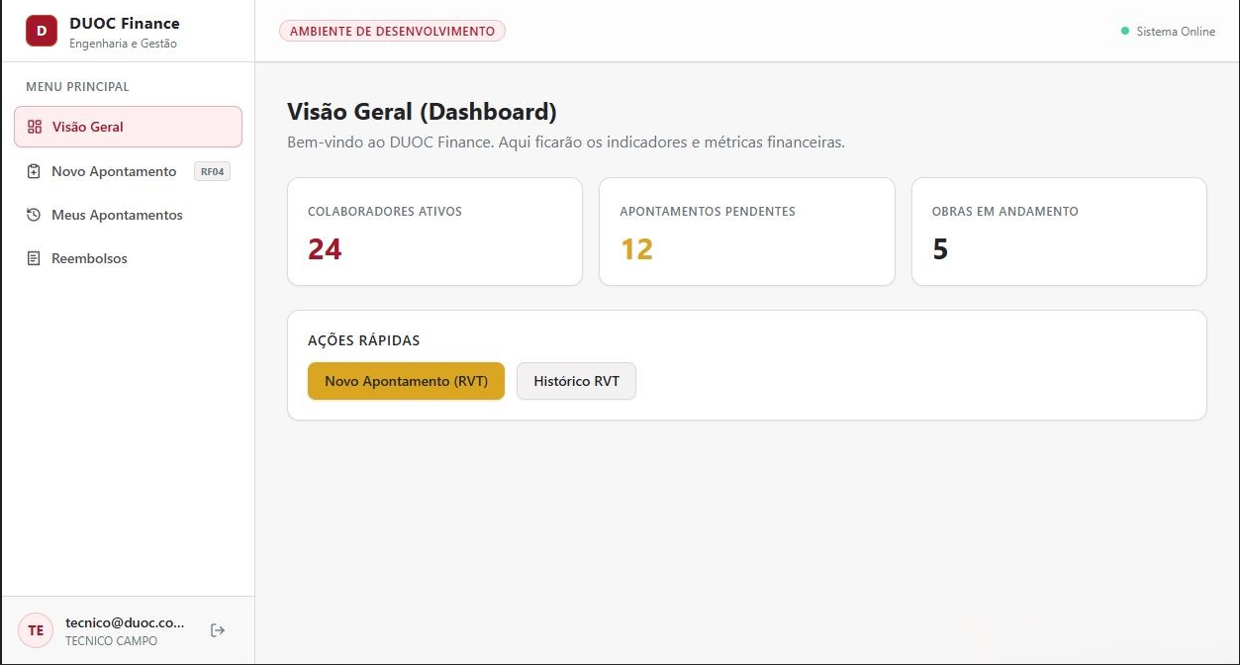 D
DUOC Finance
Engenharia e Gestão
MENU PRINCIPAL
Visão Geral
Novo Apontamento RF04
Meus Apontamentos
Reembolsos
TE
tecnico@duoc.co...
TECNICO CAMPO
AMBIENTE DE DESENVOLVIMENTO
Sistema Online
Visão Geral (Dashboard)
Bem-vindo ao DUOC Finance. Aqui ficarão os indicadores e métricas financeiras.
COLABORADORES ATIVOS
24
APONTAMENTOS PENDENTES
12
OBRAS EM ANDAMENTO
5
AÇÕES RÁPIDAS
Novo Apontamento (RVT)
Histórico RVT